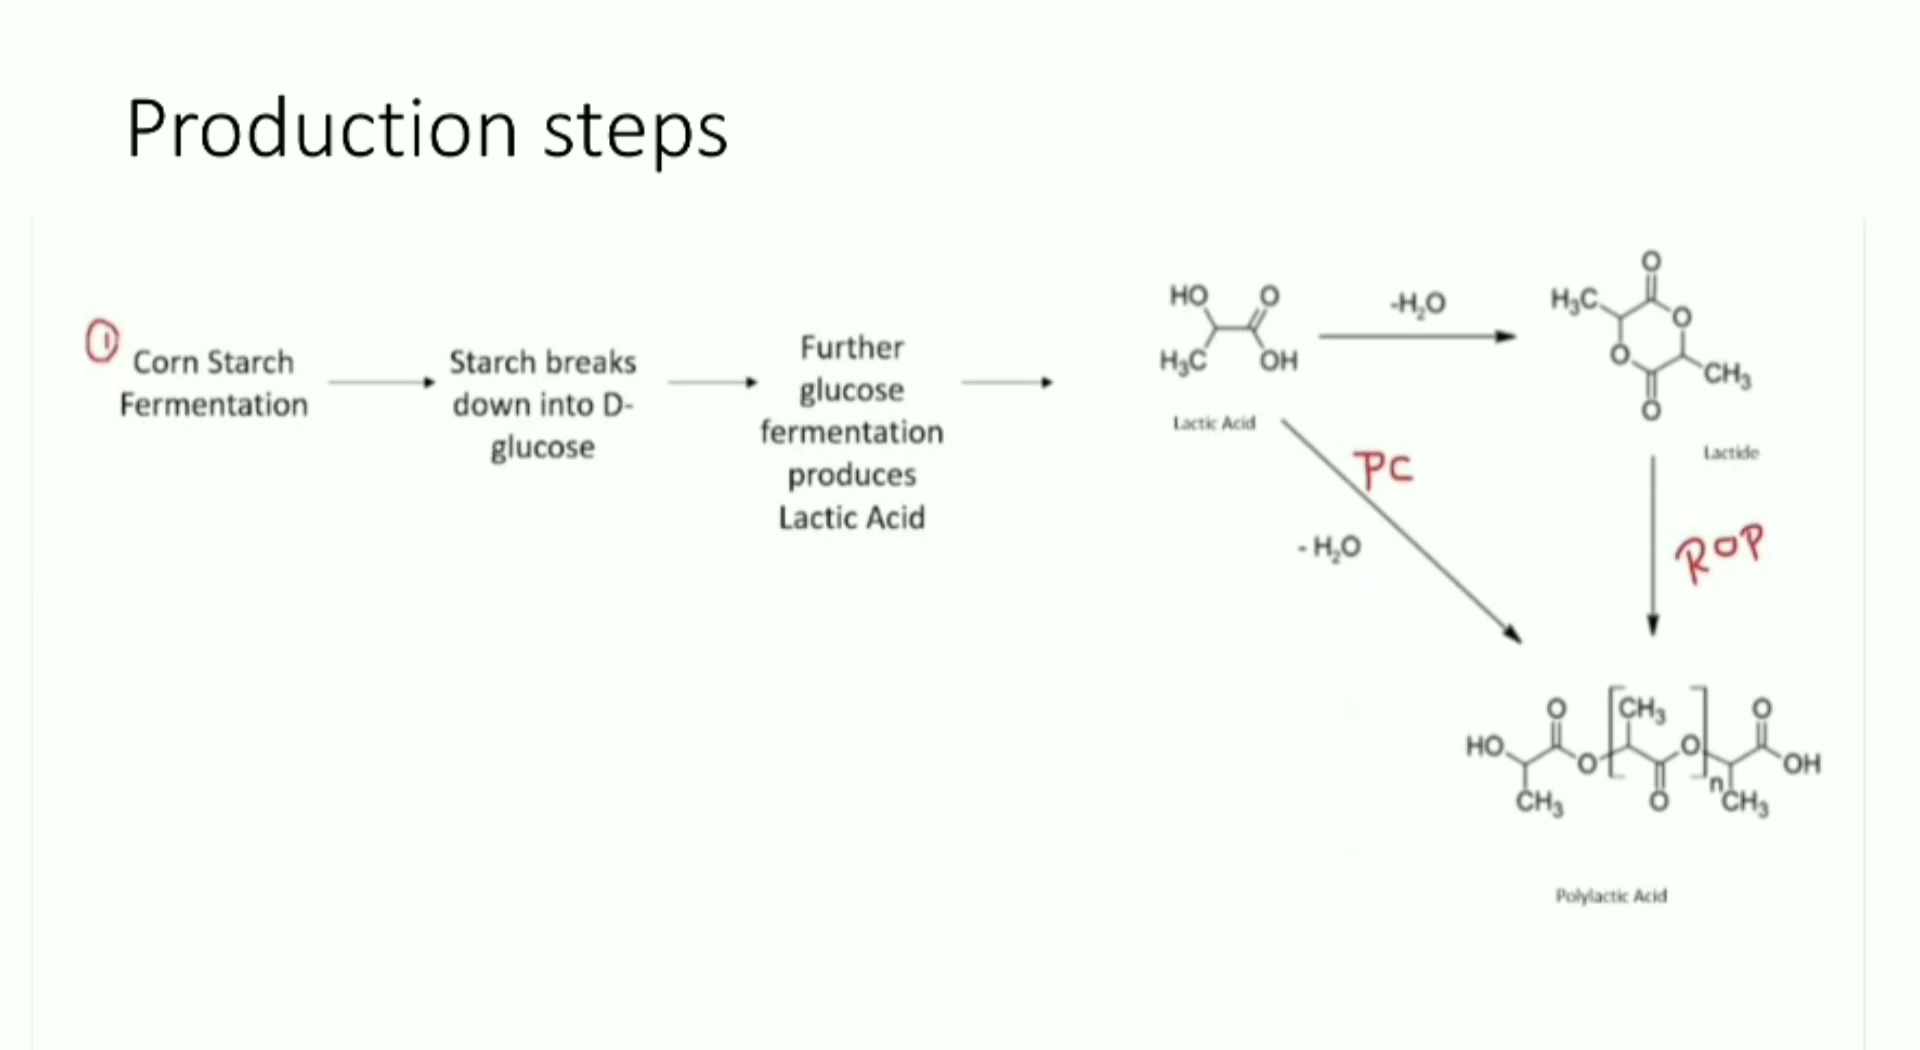 Production steps
①
Corn Starch
Fermentation
Starch breaks
down into D-
glucose
Further
glucose
fermentation
produces
Lactic Acid
HO
O
H₃C
OH
Lactic Acid
-H₂O
O
H₃C
O
O
CH₃
O
Lactide
PC
- H₂O
ROP
O
CH₃
O
HO
O
O
OH
n
CH₃
O
CH₃
Polylactic Acid